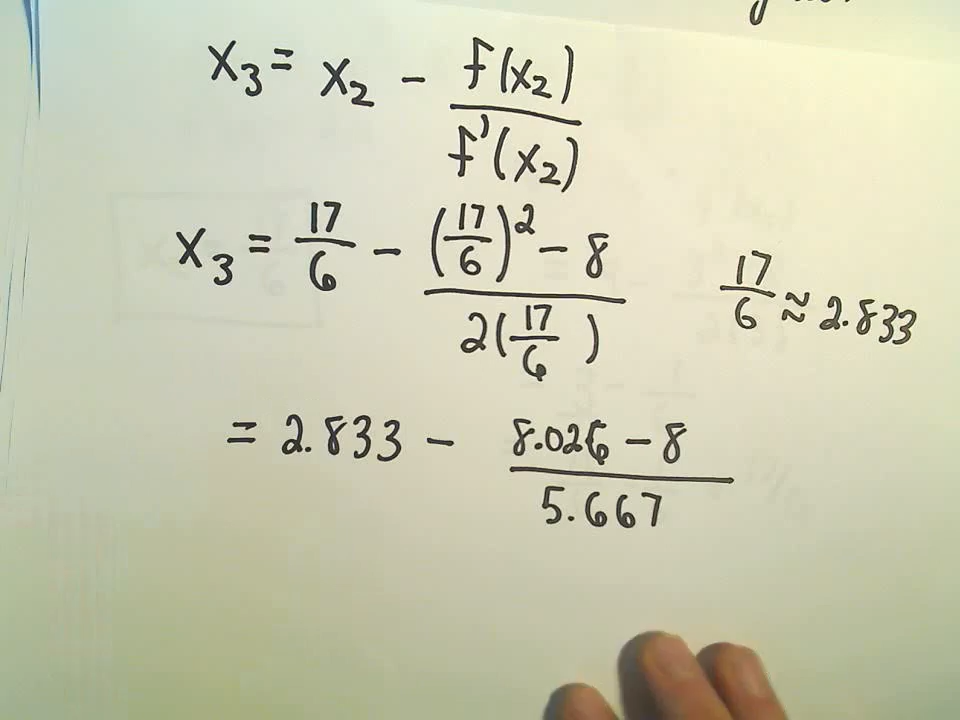 x₃ = x₂ - f(x₂) / f'(x₂)
x₃ = 17/6 - ((17/6)² - 8) / (2(17/6))
17/6 ≈ 2.833
= 2.833 - (8.026 - 8) / 5.667